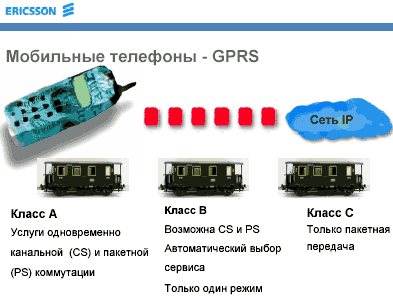 ERICSSON
Мобильные телефоны - GPRS
Сеть IP
Класс A
Услуги одновременно
канальной (CS) и пакетной
(PS) коммутации
Класс B
Возможна CS и PS
Автоматический выбор
сервиса
Только один режим
Класс C
Только пакетная
передача